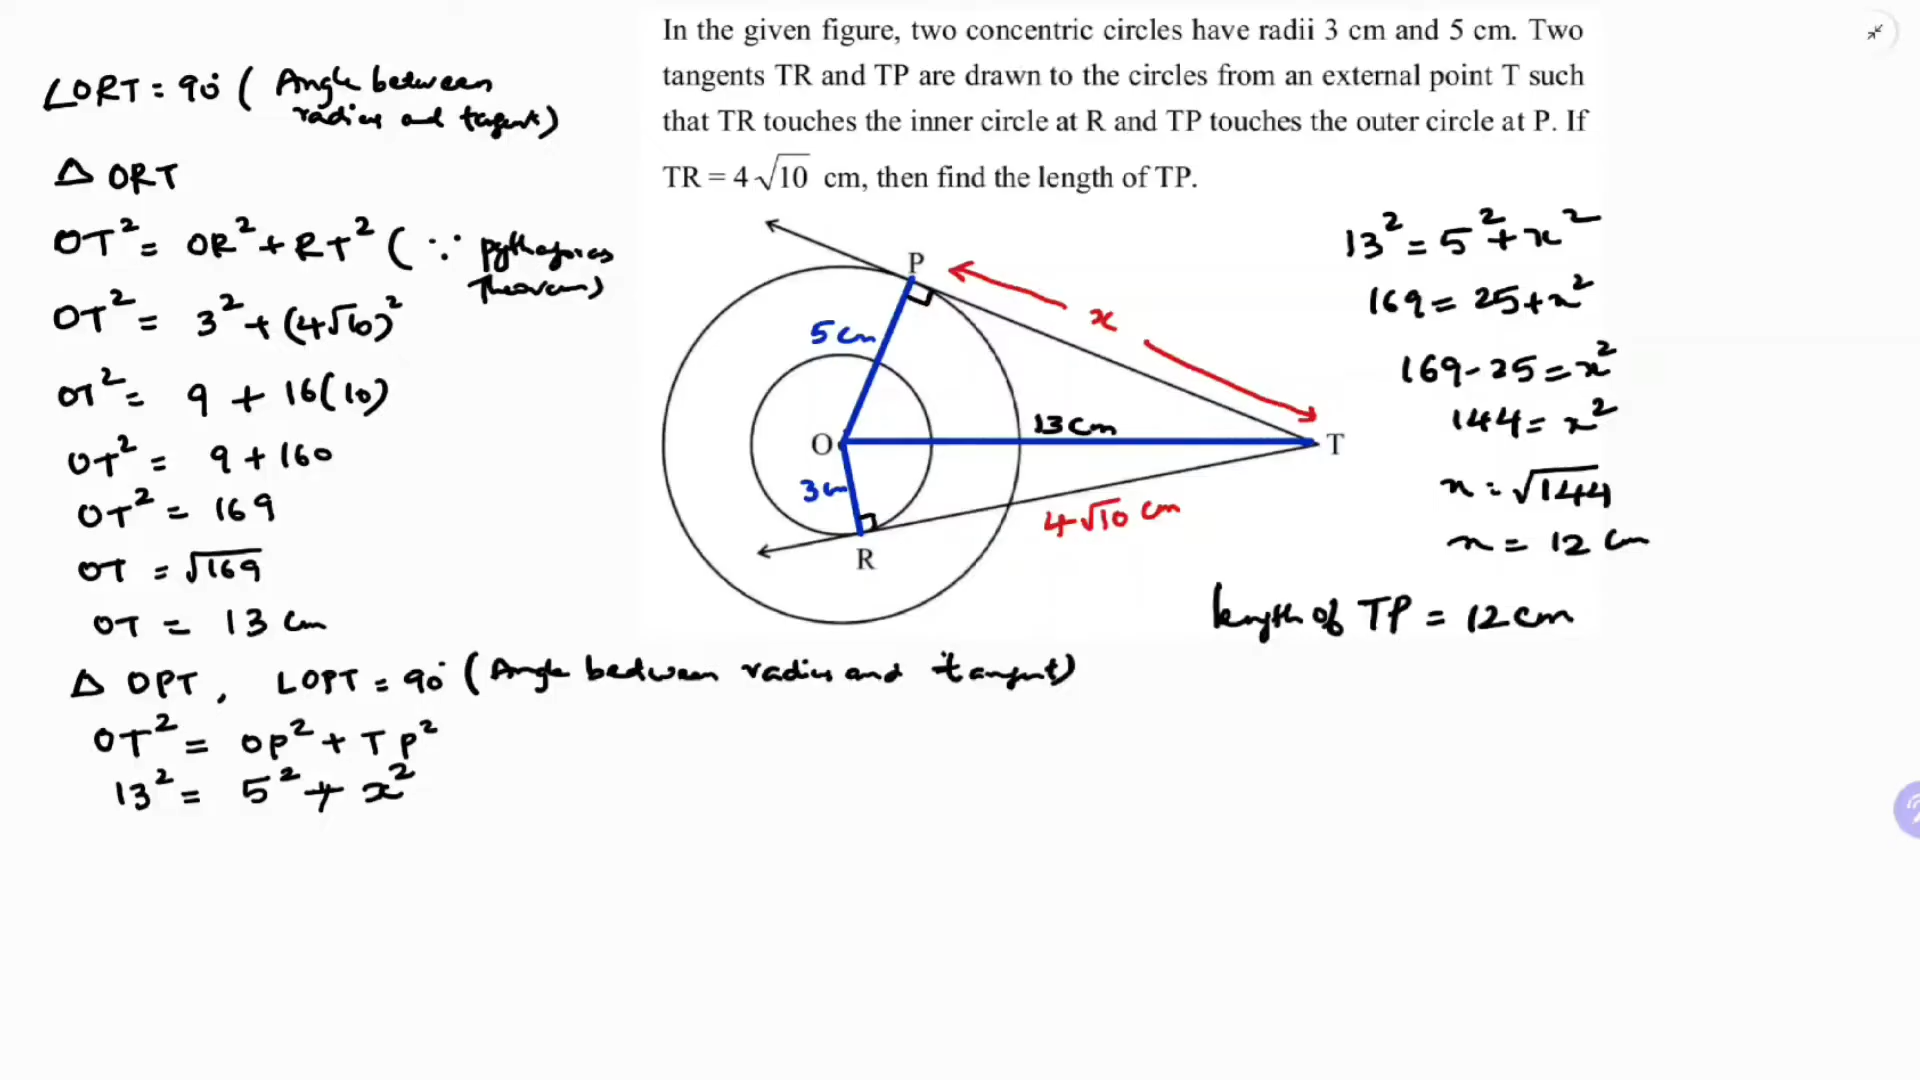 In the given figure, two concentric circles have radii 3 cm and 5 cm. Two
tangents TR and TP are drawn to the circles from an external point T such
that TR touches the inner circle at R and TP touches the outer circle at P. If
TR = 4√10 cm, then find the length of TP.
∠ORT = 90° ( Angle between
radius and tangent)
Δ ORT
OT² = OR² + RT² ( ∵ pythagoras
Theorem)
OT² = 3² + (4√10)²
OT² = 9 + 16(10)
OT² = 9 + 160
OT² = 169
OT = √169
OT = 13 cm
Δ OPT, ∠OPT = 90° (Angle between radius and tangent)
OT² = OP² + TP²
13² = 5² + x²
P
x
5 cm
O
13 cm
T
3 cm
4√10 cm
R
13² = 5² + x²
169 = 25 + x²
169 - 25 = x²
144 = x²
x = √144
x = 12 cm
length of TP = 12 cm